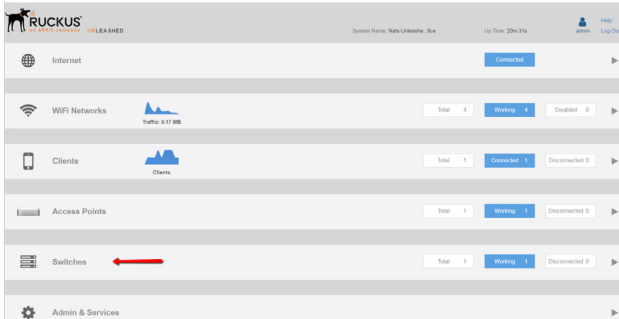 RUCKUS
an ARRIS company UNLEASHED
System Name: Nats-Unleashe...fice
Up Time: 20m 31s
admin
Help
Log Out
Internet
Connected
WiFi Networks
Traffic: 0.17 MB
Total 4
Working 4
Disabled 0
Clients
Clients
Total 1
Connected 1
Disconnected 0
Access Points
Total 1
Working 1
Disconnected 0
Switches
Total 1
Working 1
Disconnected 0
Admin & Services